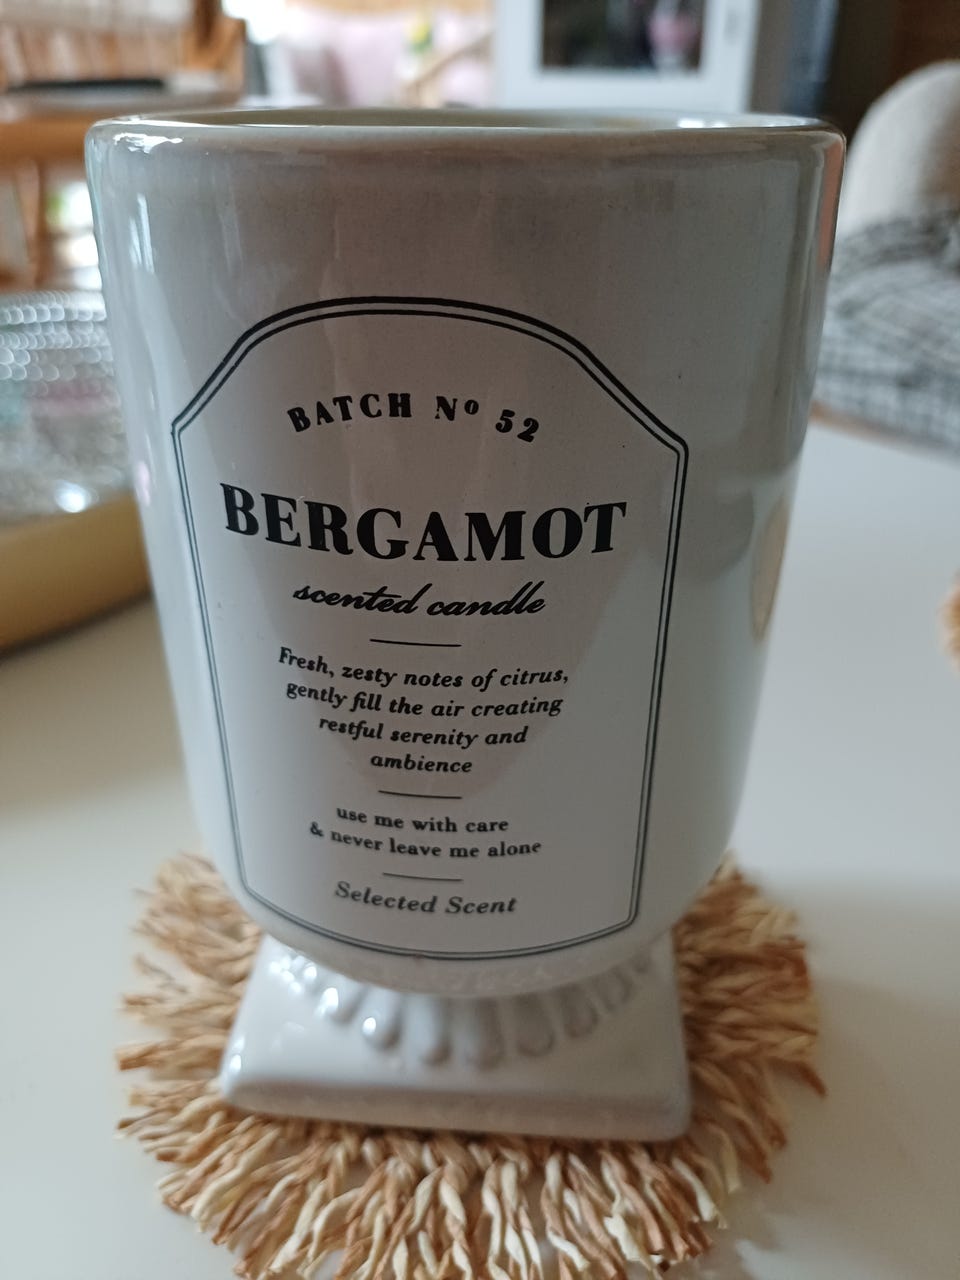 BATCH Nº 52
BERGAMOT
scented candle
Fresh, zesty notes of citrus,
gently fill the air creating
restful serenity and
ambience
use me with care
& never leave me alone
Selected Scent